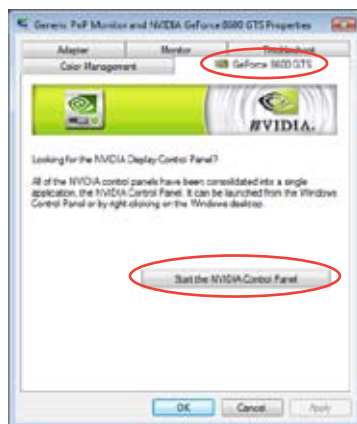 Generic PnP Monitor and NVIDIA GeForce 8600 GTS Properties
Adapter Monitor Troubleshoot
Color Management GeForce 8600 GTS
NVIDIA.
Looking for the NVIDIA Display Control Panel?
All of the NVIDIA control panels have been consolidated into a single
application, the NVIDIA Control Panel. It can be launched from the Windows
Control Panel or by right clicking on the Windows desktop.
Start the NVIDIA Control Panel
OK Cancel Apply